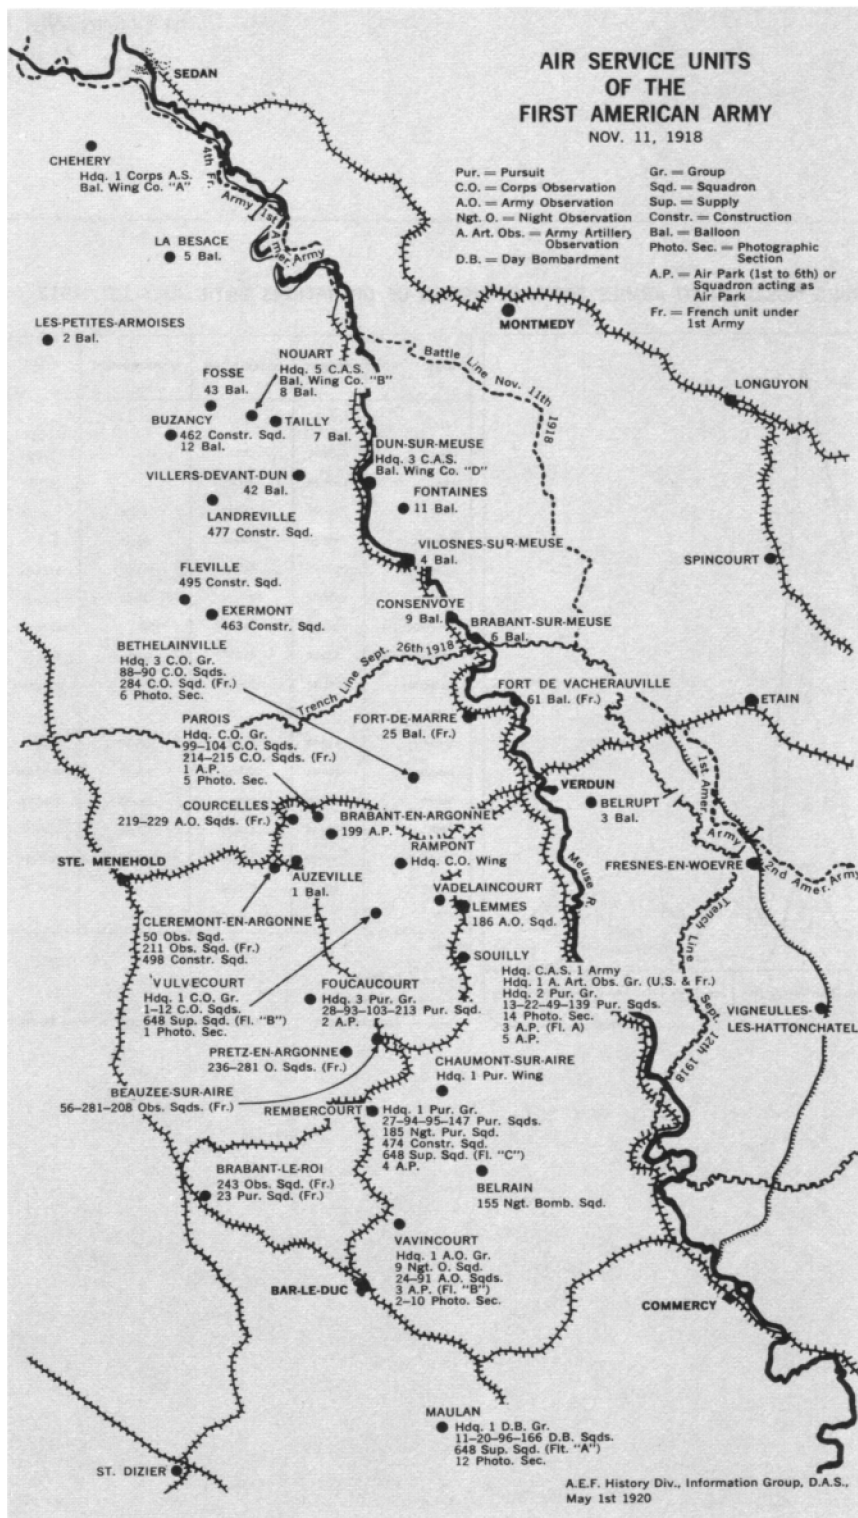 AIR SERVICE UNITS
OF THE
FIRST AMERICAN ARMY
NOV. 11, 1918
Pur. = Pursuit
C.O. = Corps Observation
A.O. = Army Observation
Ngt. O. = Night Observation
A. Art. Obs. = Army Artillery
Observation
D.B. = Day Bombardment
Gr. = Group
Sqd. = Squadron
Sup. = Supply
Constr. = Construction
Bal. = Balloon
Photo. Sec. = Photographic
Section
A.P. = Air Park (1st to 6th) or
Squadron acting as
Air Park
Fr. = French unit under
1st Army
SEDAN
CHEHERY
Hdq. 1 Corps A.S.
Bal. Wing Co. "A"
4th Fr. Army
1st Amer. Army
LA BESACE
5 Bal.
LES-PETITES-ARMOISES
2 Bal.
MONTMEDY
LONGUYON
Battle Line Nov. 11th 1918
NOUART
Hdq. 5 C.A.S.
Bal. Wing Co. "B"
8 Bal.
FOSSE
43 Bal.
BUZANCY
462 Constr. Sqd.
12 Bal.
TAILLY
7 Bal.
DUN-SUR-MEUSE
Hdq. 3 C.A.S.
Bal. Wing Co. "D"
VILLERS-DEVANT-DUN
42 Bal.
FONTAINES
11 Bal.
LANDREVILLE
477 Constr. Sqd.
VILOSNES-SUR-MEUSE
4 Bal.
SPINCOURT
FLEVILLE
495 Constr. Sqd.
EXERMONT
463 Constr. Sqd.
CONSENVOYE
9 Bal.
BRABANT-SUR-MEUSE
6 Bal.
Trench Line Sept. 26th 1918
BETHELAINVILLE
Hdq. 3 C.O. Gr.
88-90 C.O. Sqds.
284 C.O. Sqd. (Fr.)
6 Photo. Sec.
FORT DE VACHERAUVILLE
61 Bal. (Fr.)
ETAIN
FORT-DE-MARRE
25 Bal. (Fr.)
PAROIS
Hdq. C.O. Gr.
99-104 C.O. Sqds.
214-215 C.O. Sqds. (Fr.)
1 A.P.
5 Photo. Sec.
1st Amer. Army
2nd Amer. Army
VERDUN
BELRUPT
3 Bal.
COURCELLES
219-229 A.O. Sqds. (Fr.)
BRABANT-EN-ARGONNE
199 A.P.
RAMPONT
Hdq. C.O. Wing
FRESNES-EN-WOEVRE
STE. MENEHOLD
AUZEVILLE
1 Bal.
Meuse R.
VADELAINCOURT
LEMMES
186 A.O. Sqd.
CLEREMONT-EN-ARGONNE
50 Obs. Sqd.
211 Obs. Sqd. (Fr.)
498 Constr. Sqd.
Trench Line Sept. 12th 1918
SOUILLY
Hdq. C.A.S. 1 Army
Hdq. 1 A. Art. Obs. Gr. (U.S. & Fr.)
Hdq. 2 Pur. Gr.
13-22-49-139 Pur. Sqds.
14 Photo. Sec.
3 A.P. (Fl. A)
5 A.P.
VULVECOURT
Hdq. 1 C.O. Gr.
1-12 C.O. Sqds.
648 Sup. Sqd. (Fl. "B")
1 Photo. Sec.
FOUCAUCOURT
Hdq. 3 Pur. Gr.
28-93-103-213 Pur. Sqd.
2 A.P.
VIGNEULLES-
LES-HATTONCHATEL
PRETZ-EN-ARGONNE
236-281 O. Sqds. (Fr.)
CHAUMONT-SUR-AIRE
Hdq. 1 Pur. Wing
BEAUZEE-SUR-AIRE
56-281-208 Obs. Sqds. (Fr.)
REMBERCOURT
Hdq. 1 Pur. Gr.
27-94-95-147 Pur. Sqds.
185 Ngt. Pur. Sqd.
474 Constr. Sqd.
648 Sup. Sqd. (Fl. "C")
4 A.P.
BRABANT-LE-ROI
243 Obs. Sqd. (Fr.)
23 Pur. Sqd. (Fr.)
BELRAIN
155 Ngt. Bomb. Sqd.
VAVINCOURT
Hdq. 1 A.O. Gr.
9 Ngt. O. Sqd.
24-91 A.O. Sqds.
3 A.P. (Fl. "B")
2-10 Photo. Sec.
BAR-LE-DUC
COMMERCY
MAULAN
Hdq. 1 D.B. Gr.
11-20-96-166 D.B. Sqds.
648 Sup. Sqd. (Flt. "A")
12 Photo. Sec.
ST. DIZIER
A.E.F. History Div., Information Group, D.A.S.,
May 1st 1920